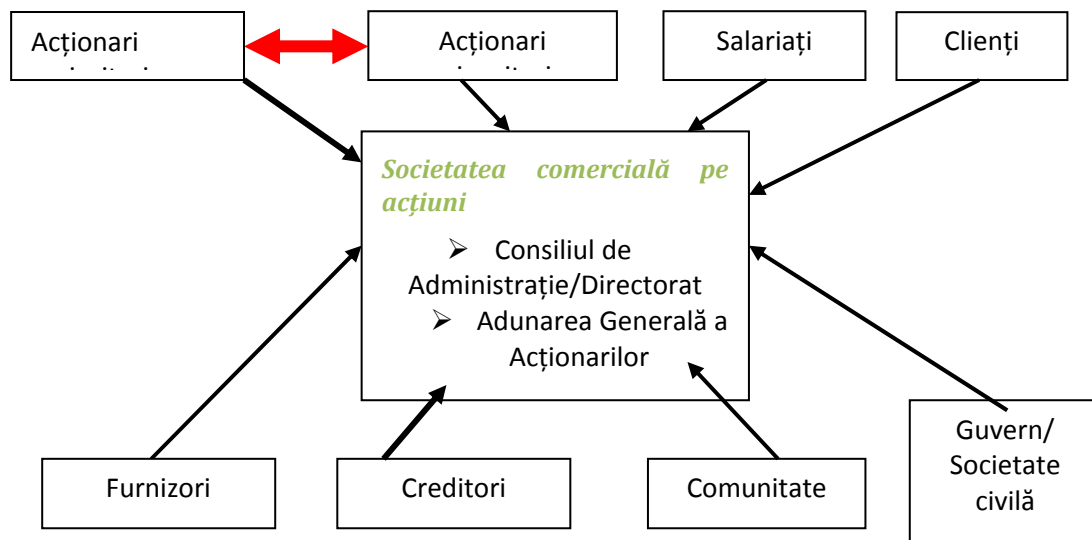 Acționari
Acționari
Salariați
Clienți
Societatea comercială pe
acțiuni
➢ Consiliul de
Administrație/Directorat
➢ Adunarea Generală a
Acționarilor
Furnizori
Creditori
Comunitate
Guvern/
Societate
civilă